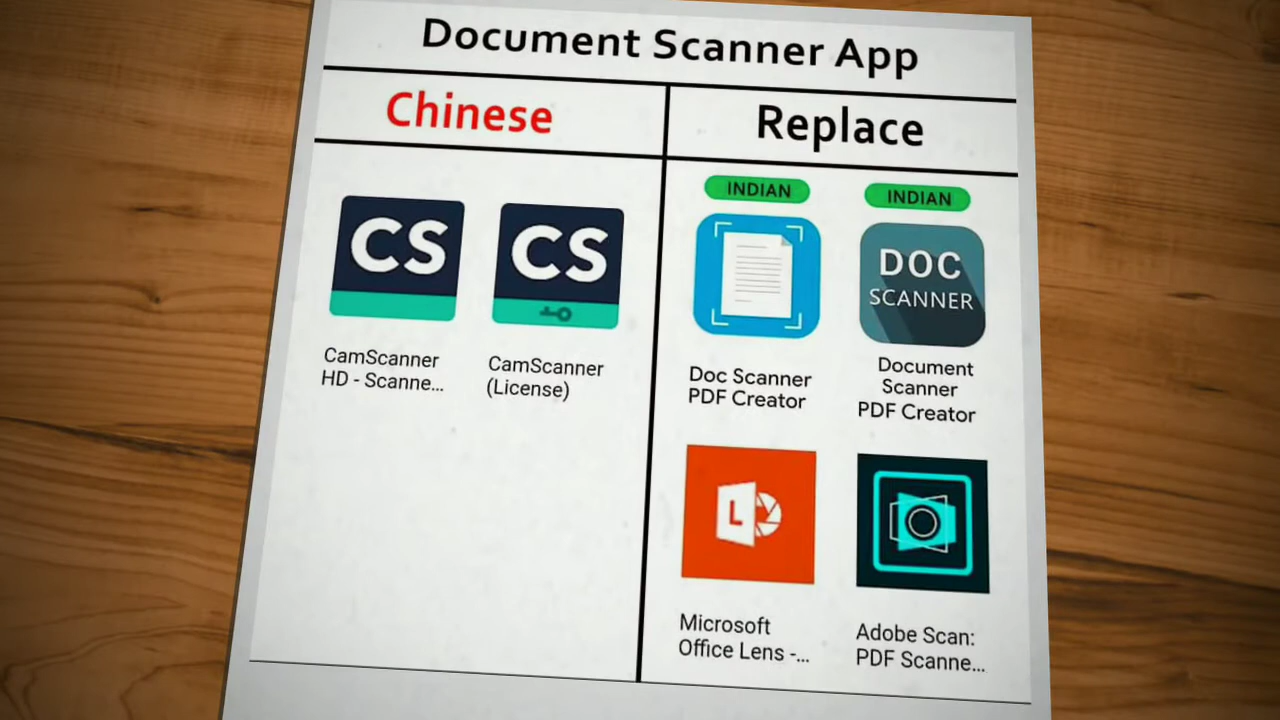 Document Scanner App
Chinese
Replace
INDIAN
INDIAN
CS
CS
DOC
SCANNER
CamScanner
HD - Scanne...
CamScanner
(License)
Doc Scanner
PDF Creator
Document
Scanner
PDF Creator
L
Microsoft
Office Lens -...
Adobe Scan:
PDF Scanne...